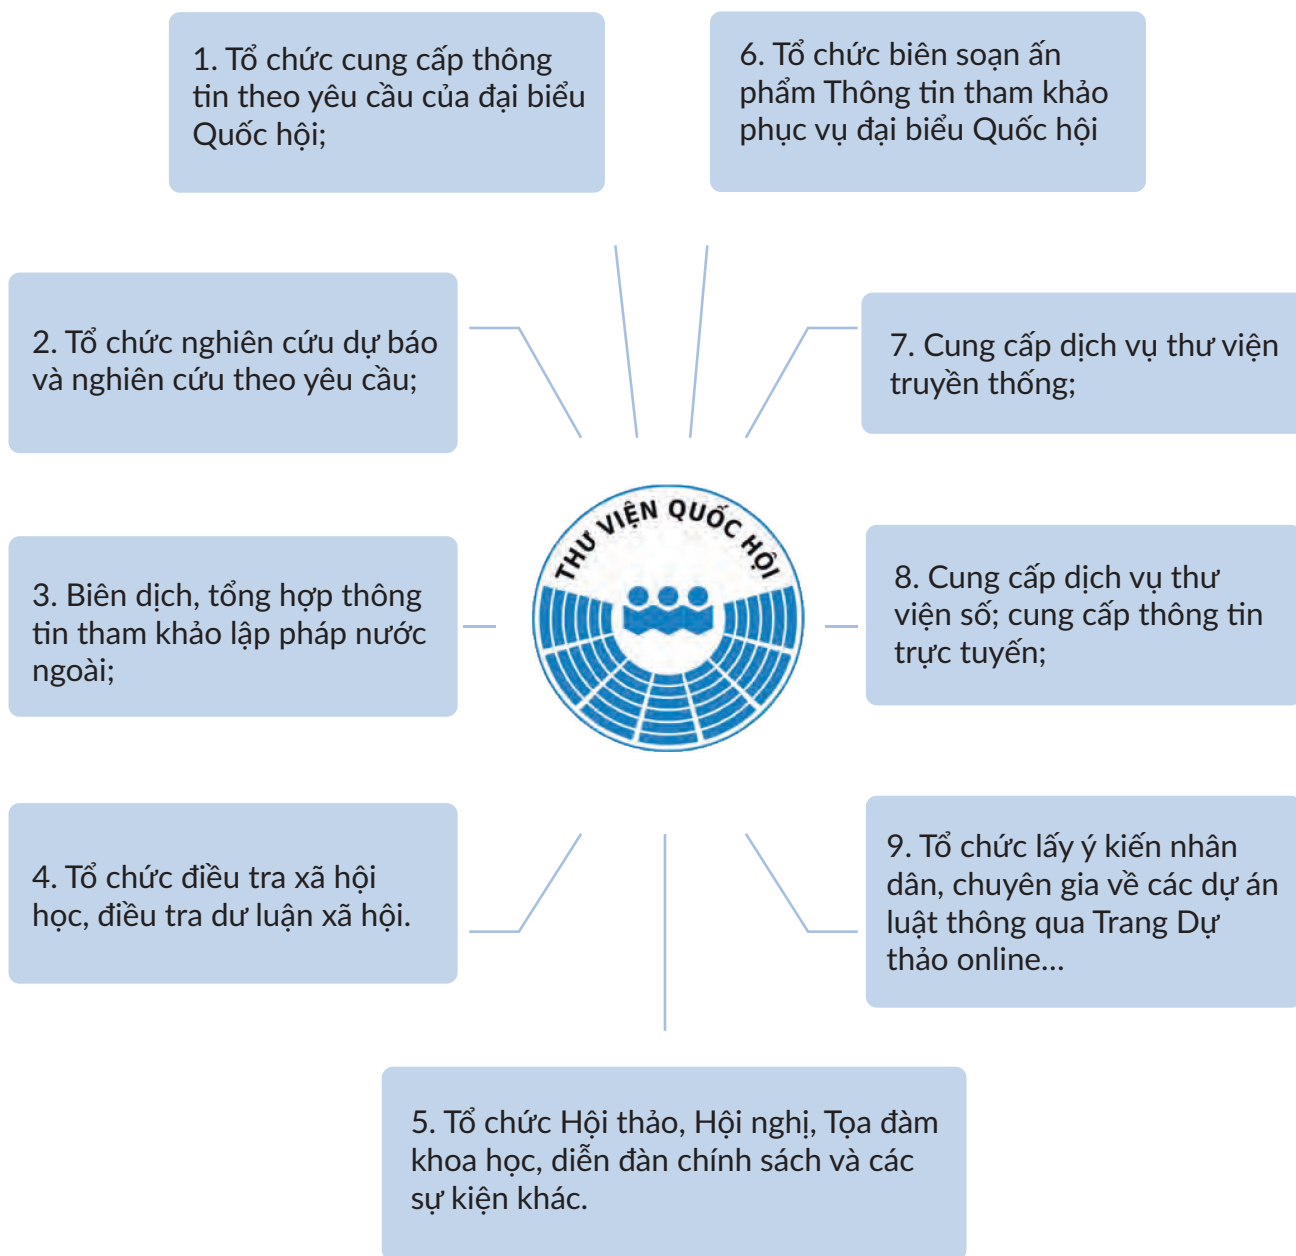 1. Tổ chức cung cấp thông
tin theo yêu cầu của đại biểu
Quốc hội;
2. Tổ chức nghiên cứu dự báo
và nghiên cứu theo yêu cầu;
3. Biên dịch, tổng hợp thông
tin tham khảo lập pháp nước
ngoài;
4. Tổ chức điều tra xã hội
học, điều tra dư luận xã hội.
5. Tổ chức Hội thảo, Hội nghị, Tọa đàm
khoa học, diễn đàn chính sách và các
sự kiện khác.
6. Tổ chức biên soạn ấn
phẩm Thông tin tham khảo
phục vụ đại biểu Quốc hội
7. Cung cấp dịch vụ thư viện
truyền thống;
8. Cung cấp dịch vụ thư
viện số; cung cấp thông tin
trực tuyến;
9. Tổ chức lấy ý kiến nhân
dân, chuyên gia về các dự án
luật thông qua Trang Dự
thảo online...
THƯ VIỆN QUỐC HỘI